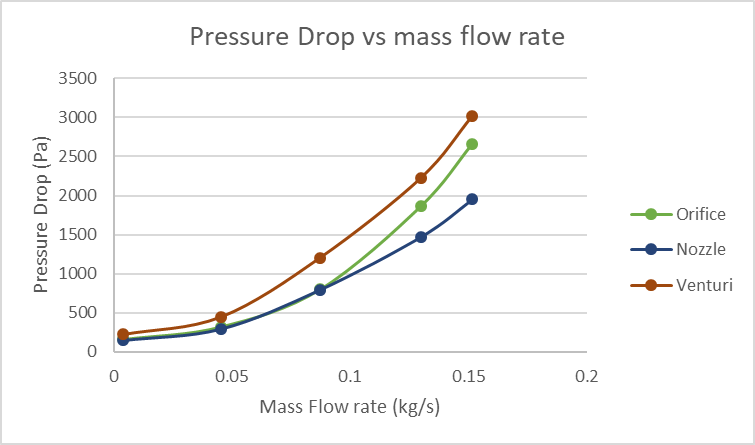 Pressure Drop vs mass flow rate
3500
3000
2500
2000
1500
1000
500
0
Pressure Drop (Pa)
0 0.05 0.1 0.15 0.2
Mass Flow rate (kg/s)
Orifice
Nozzle
Venturi